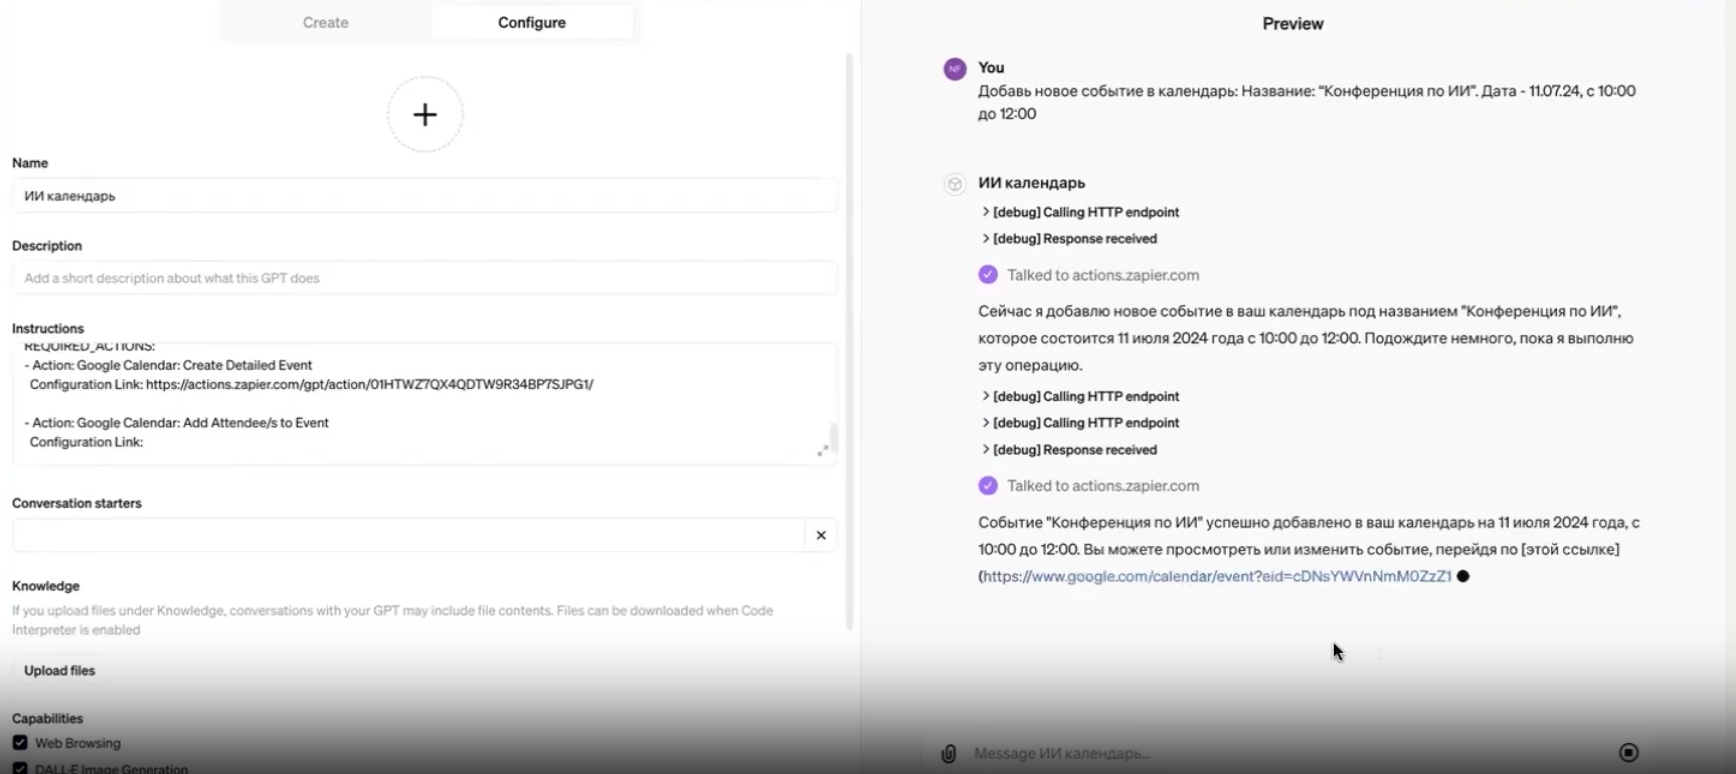 Create
Configure
Name
ИИ календарь
Description
Add a short description about what this GPT does
Instructions
REQUIRED_ACTIONS:
- Action: Google Calendar: Create Detailed Event
Configuration Link: https://actions.zapier.com/gpt/action/01HTWZ7QX4QDTW9R34BP7SJPG1/
- Action: Google Calendar: Add Attendee/s to Event
Configuration Link:
Conversation starters
Knowledge
If you upload files under Knowledge, conversations with your GPT may include file contents. Files can be downloaded when Code
Interpreter is enabled
Upload files
Capabilities
Web Browsing
DALL·E Image Generation
Preview
NF
You
Добавь новое событие в календарь: Название: “Конференция по ИИ”. Дата - 11.07.24, с 10:00
до 12:00
ИИ календарь
[debug] Calling HTTP endpoint
[debug] Response received
Talked to actions.zapier.com
Сейчас я добавлю новое событие в ваш календарь под названием "Конференция по ИИ",
которое состоится 11 июля 2024 года с 10:00 до 12:00. Подождите немного, пока я выполню
эту операцию.
[debug] Calling HTTP endpoint
[debug] Calling HTTP endpoint
[debug] Response received
Talked to actions.zapier.com
Событие "Конференция по ИИ" успешно добавлено в ваш календарь на 11 июля 2024 года, с
10:00 до 12:00. Вы можете просмотреть или изменить событие, перейдя по [этой ссылке]
(https://www.google.com/calendar/event?eid=cDNsYWVnNmM0ZzZ1
Message ИИ календарь...